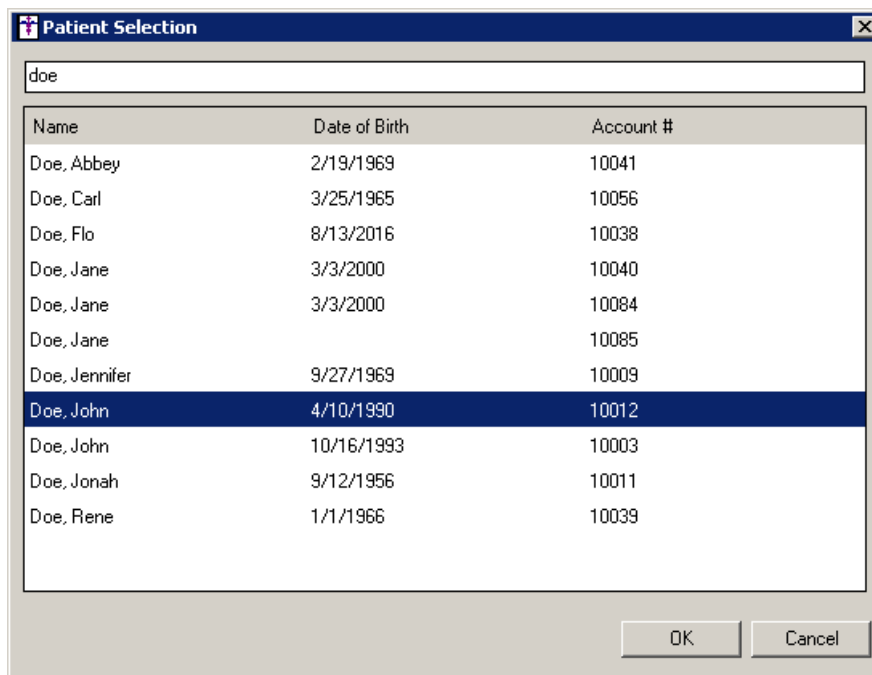 Patient Selection
doe
Name Date of Birth Account #
Doe, Abbey 2/19/1969 10041
Doe, Carl 3/25/1965 10056
Doe, Flo 8/13/2016 10038
Doe, Jane 3/3/2000 10040
Doe, Jane 3/3/2000 10084
Doe, Jane 10085
Doe, Jennifer 9/27/1969 10009
Doe, John 4/10/1990 10012
Doe, John 10/16/1993 10003
Doe, Jonah 9/12/1956 10011
Doe, Rene 1/1/1966 10039
OK Cancel